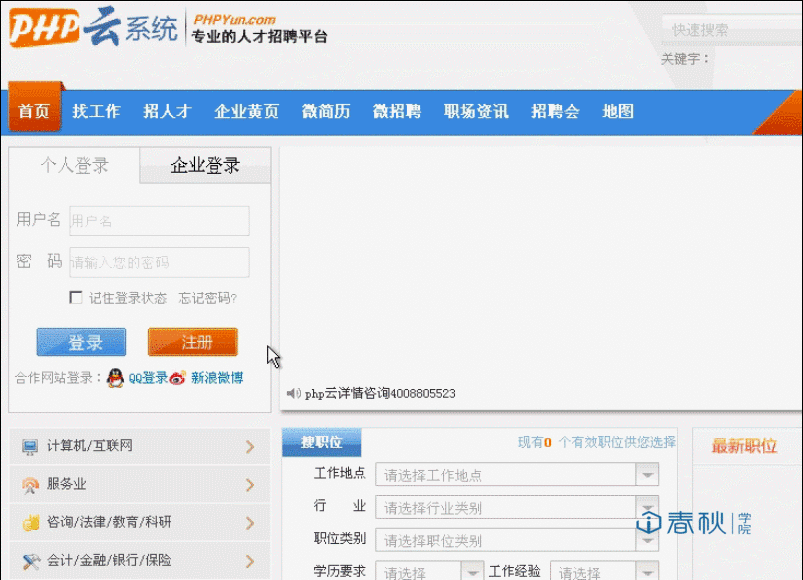 PHP云系统
PHPYun.com
专业的人才招聘平台
快速搜索
关键字：
首页 找工作 招人才 企业黄页 微简历 微招聘 职场资讯 招聘会 地图
个人登录 企业登录
用户名 用户名
密 码 请输入您的密码
记住登录状态 忘记密码?
登录 注册
合作网站登录： QQ登录 新浪微博
php云详情咨询4008805523
计算机/互联网
服务业
咨询/法律/教育/科研
会计/金融/银行/保险
搜职位 现有0 个有效职位供您选择
工作地点 请选择工作地点
行 业 请选择行业类别
职位类别 请选择职位类别
学历要求 请选择 工作经验 请选择
最新职位
春秋学院